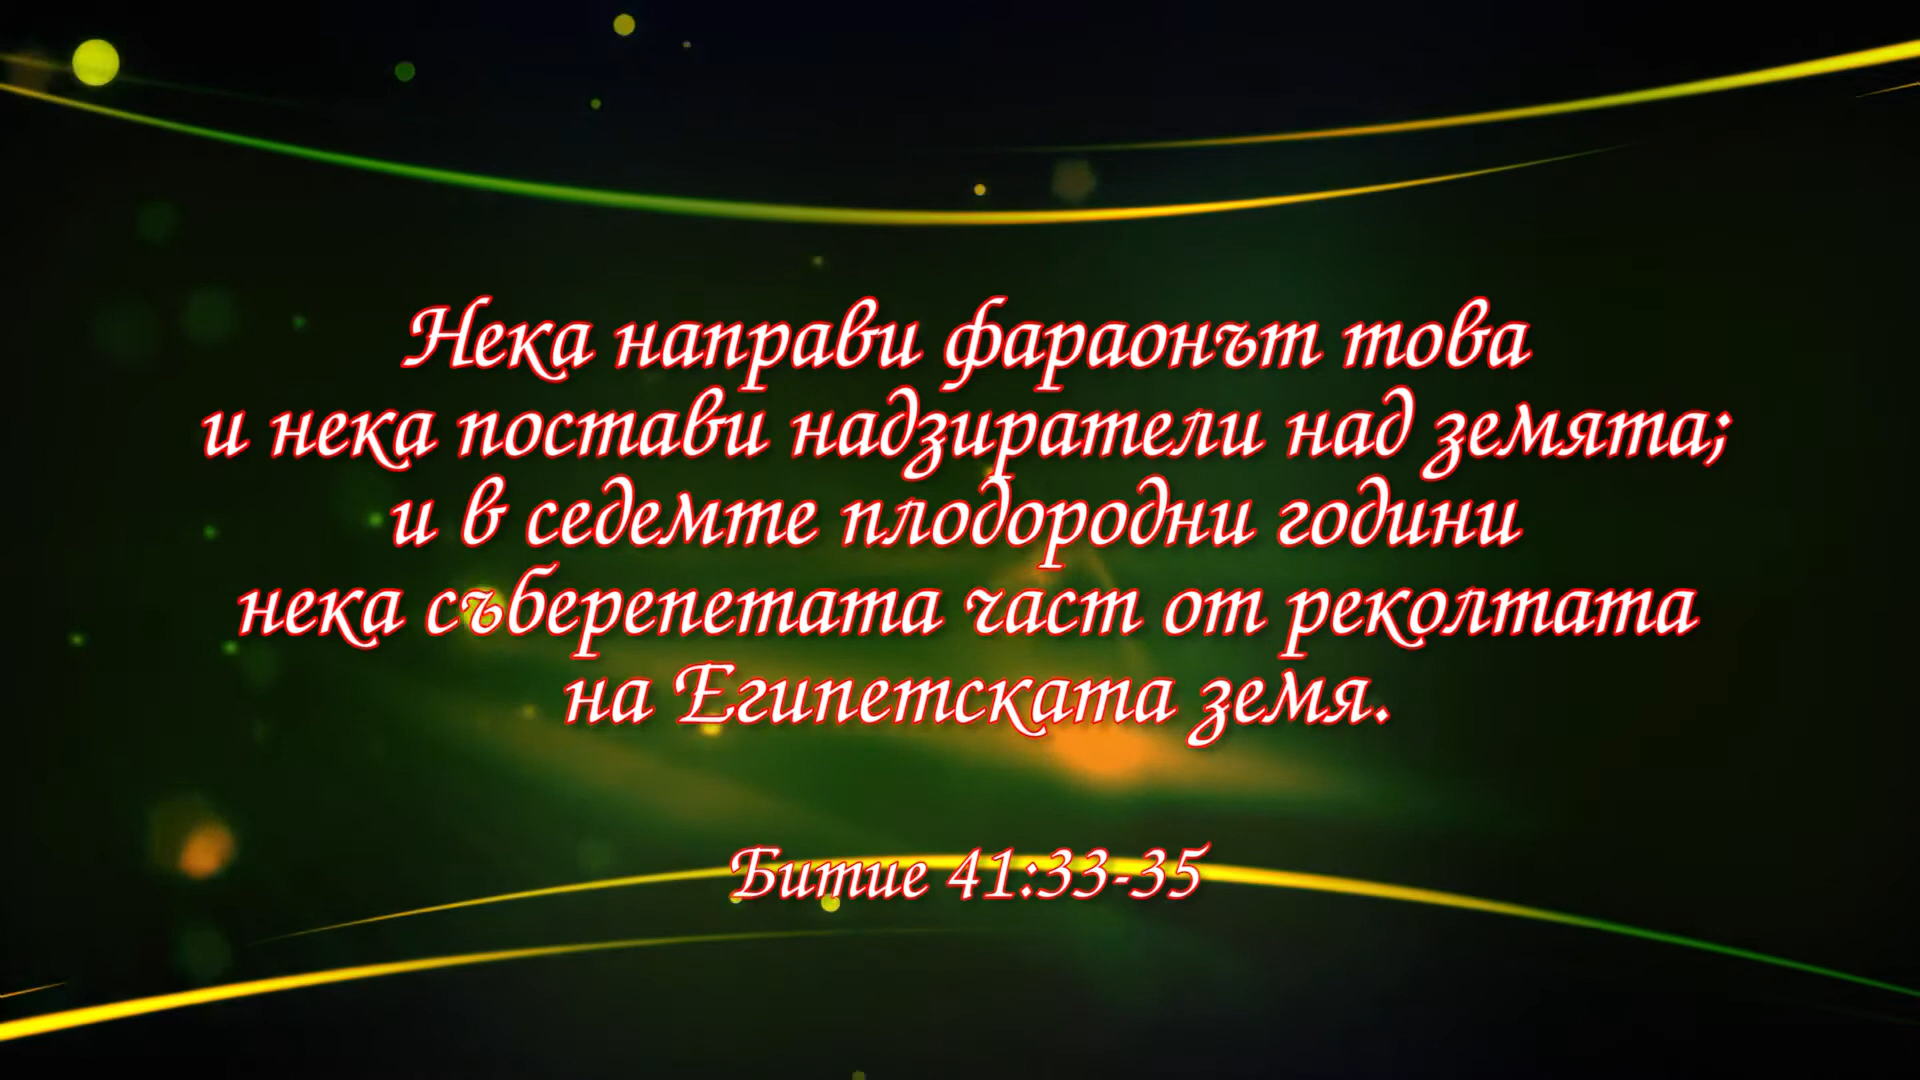 Нека направи фараонът това
и нека постави надзиратели над земята;
и в седемте плодородни години
нека съберепетата част от реколтата
на Египетската земя.
Битие 41:33-35